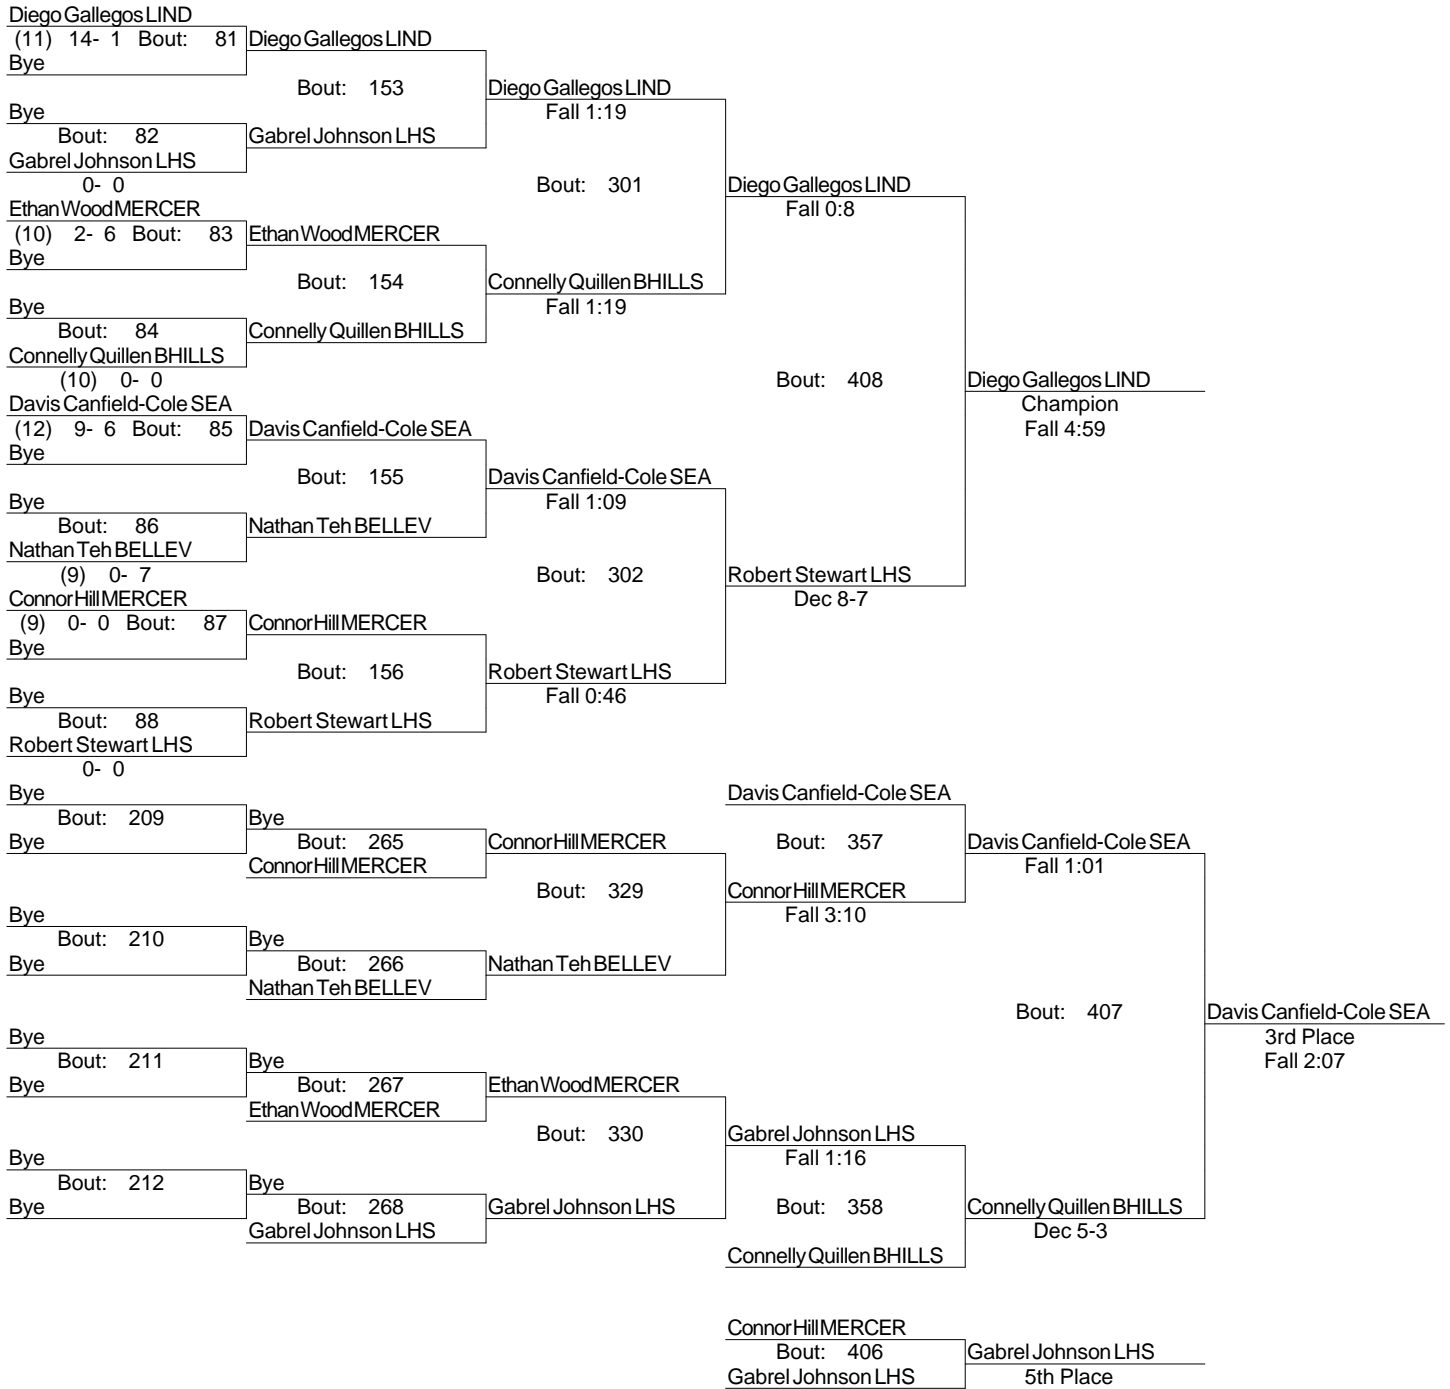 Diego Gallegos LIND
(11) 14- 1 Bout: 81 Diego Gallegos LIND
Bye
Bout: 153 Diego Gallegos LIND
Bye Fall 1:19
Bout: 82 Gabrel Johnson LHS
Gabrel Johnson LHS
0- 0 Bout: 301 Diego Gallegos LIND
Ethan Wood MERCER Fall 0:8
(10) 2- 6 Bout: 83 Ethan Wood MERCER
Bye
Bout: 154 Connelly Quillen BHILLS
Bye Fall 1:19
Bout: 84 Connelly Quillen BHILLS
Connelly Quillen BHILLS
(10) 0- 0 Bout: 408 Diego Gallegos LIND
Davis Canfield-Cole SEA Champion
(12) 9- 6 Bout: 85 Davis Canfield-Cole SEA Fall 4:59
Bye
Bout: 155 Davis Canfield-Cole SEA
Bye Fall 1:09
Bout: 86 Nathan Teh BELLEV
Nathan Teh BELLEV
(9) 0- 7 Bout: 302 Robert Stewart LHS
Connor Hill MERCER Dec 8-7
(9) 0- 0 Bout: 87 Connor Hill MERCER
Bye
Bout: 156 Robert Stewart LHS
Bye Fall 0:46
Bout: 88 Robert Stewart LHS
Robert Stewart LHS
0- 0
Bye Davis Canfield-Cole SEA
Bout: 209 Bye
Bye Bout: 265 Connor Hill MERCER Bout: 357 Davis Canfield-Cole SEA
Connor Hill MERCER Fall 1:01
Bout: 329 Connor Hill MERCER
Bye Fall 3:10
Bout: 210 Bye
Bye Bout: 266 Nathan Teh BELLEV
Nathan Teh BELLEV
Bout: 407 Davis Canfield-Cole SEA
Bye 3rd Place
Bout: 211 Bye Fall 2:07
Bye Bout: 267 Ethan Wood MERCER
Ethan Wood MERCER
Bout: 330 Gabrel Johnson LHS
Bye Fall 1:16
Bout: 212 Bye
Bye Bout: 268 Gabrel Johnson LHS Bout: 358 Connelly Quillen BHILLS
Gabrel Johnson LHS Dec 5-3
Connelly Quillen BHILLS
Connor Hill MERCER
Bout: 406 Gabrel Johnson LHS
Gabrel Johnson LHS 5th Place